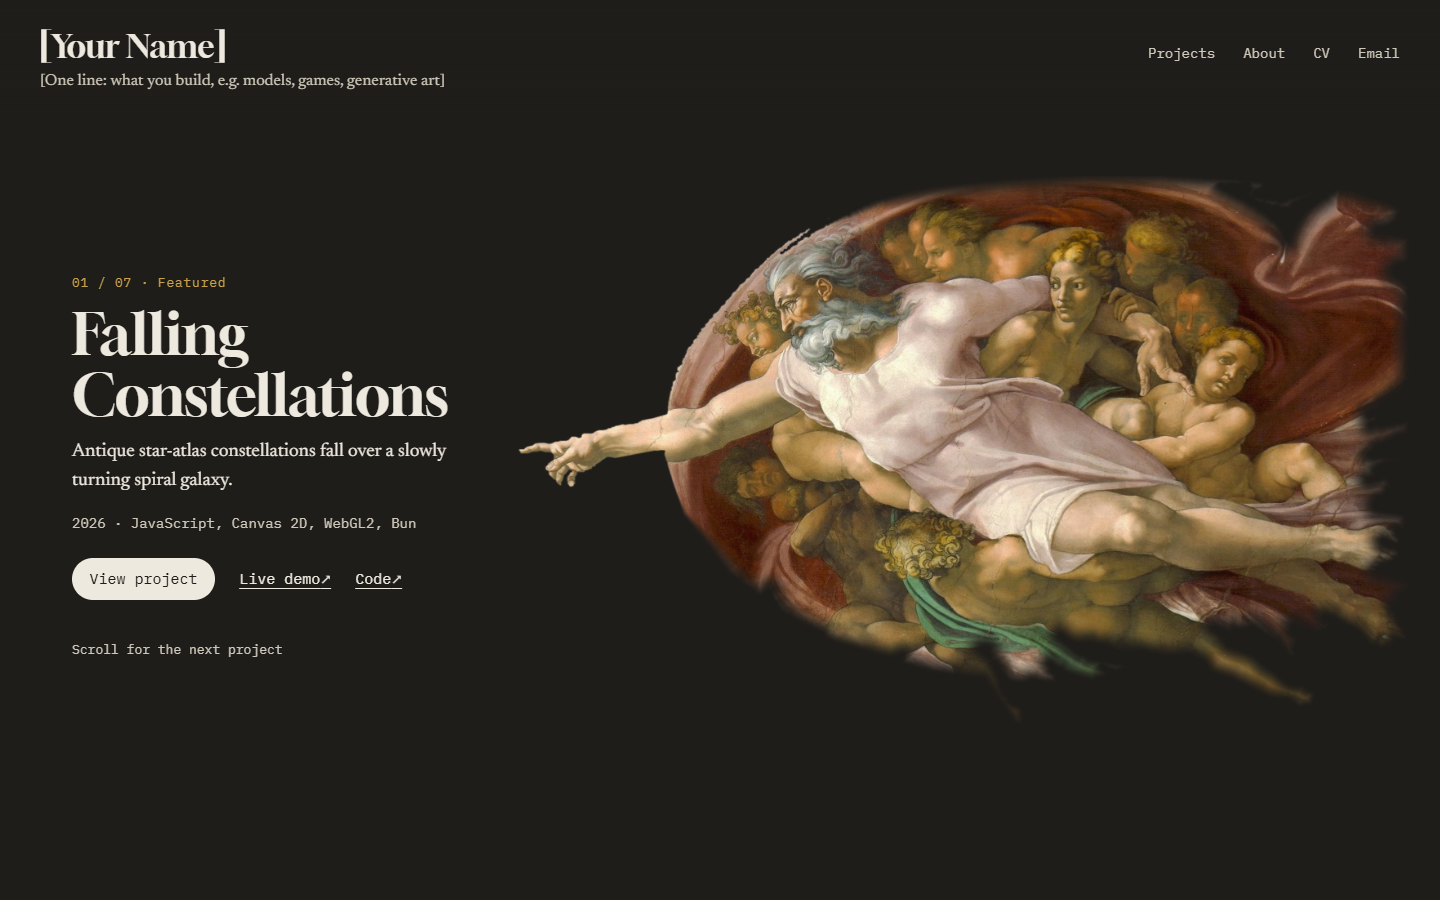 [Your Name]
[One line: what you build, e.g. models, games, generative art]
Projects About CV Email
01 / 07 · Featured
Falling
Constellations
Antique star-atlas constellations fall over a slowly
turning spiral galaxy.
2026 · JavaScript, Canvas 2D, WebGL2, Bun
View project Live demo↗ Code↗
Scroll for the next project